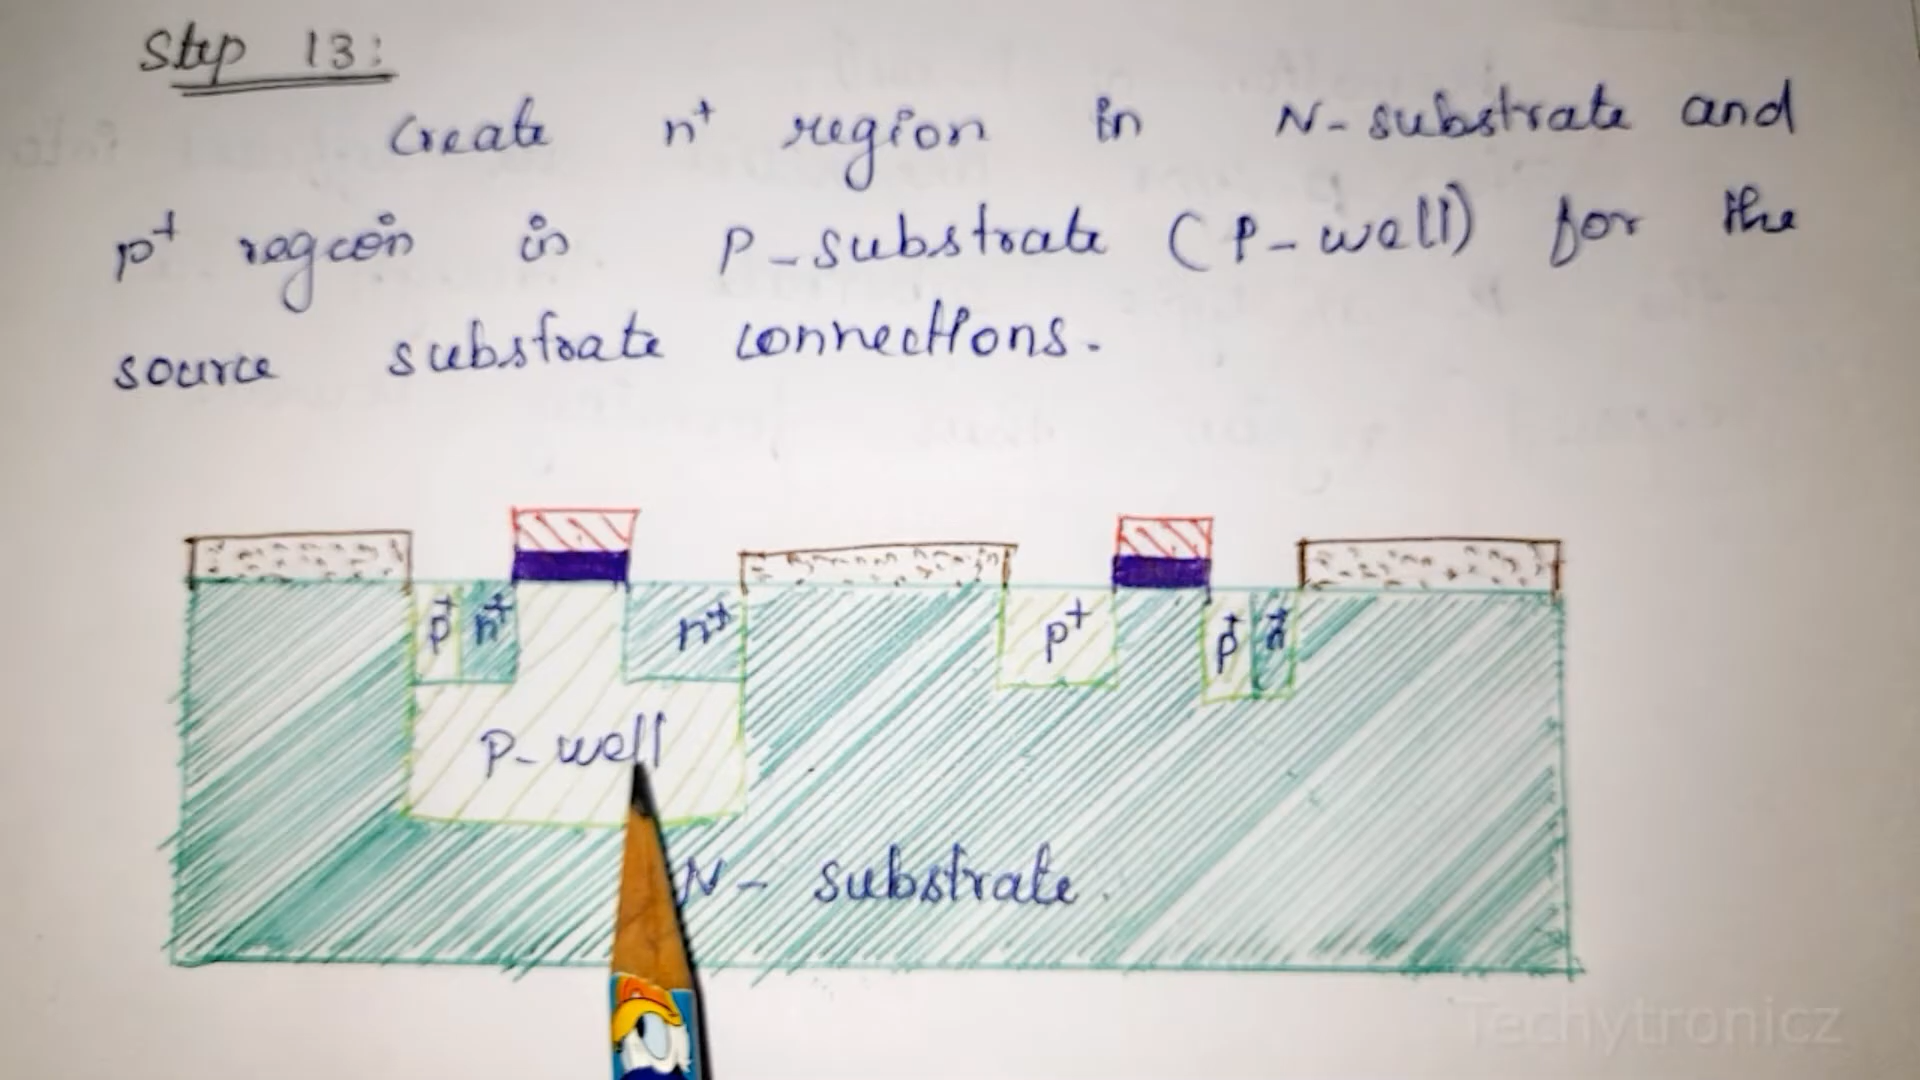 Step 13:
Create n+ region in N-substrate and
p+ region in P-substrate (P-well) for the
source substrate connections.
p+ n+ n+ p+ p+ n+
P-well
N-substrate.
Techytronicz